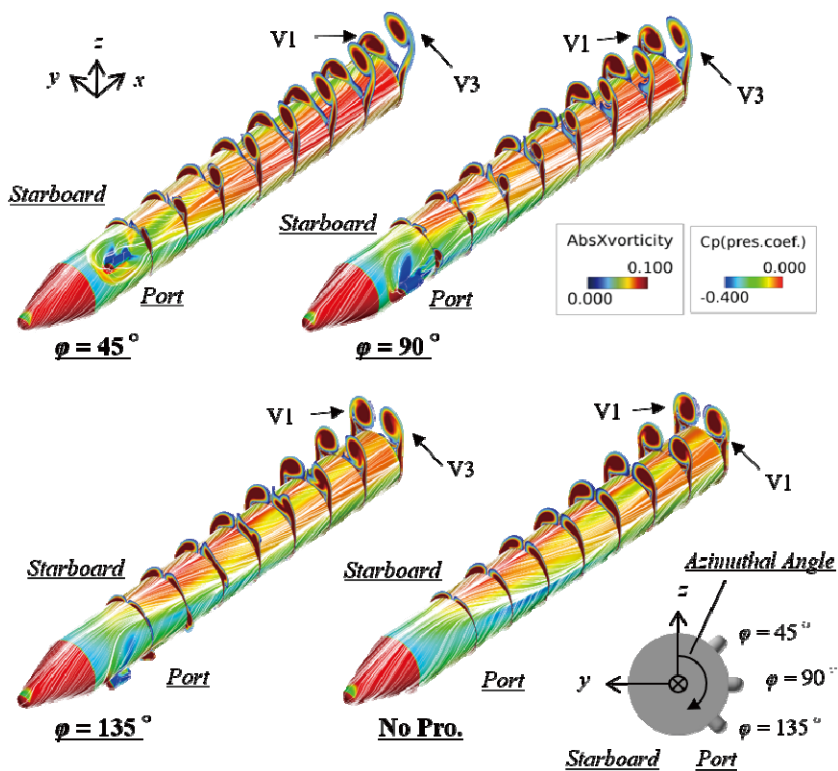 V1
V3
z
y
x
Starboard
Port
φ = 45°
V1
V3
Starboard
Port
φ = 90°
AbsXvorticity
0.100
0.000
Cp(pres.coef.)
0.000
-0.400
V1
V3
Starboard
Port
φ = 135°
V1
V1
Starboard
Port
No Pro.
Azimuthal Angle
z
y
φ = 45°
φ = 90°
φ = 135°
Starboard Port